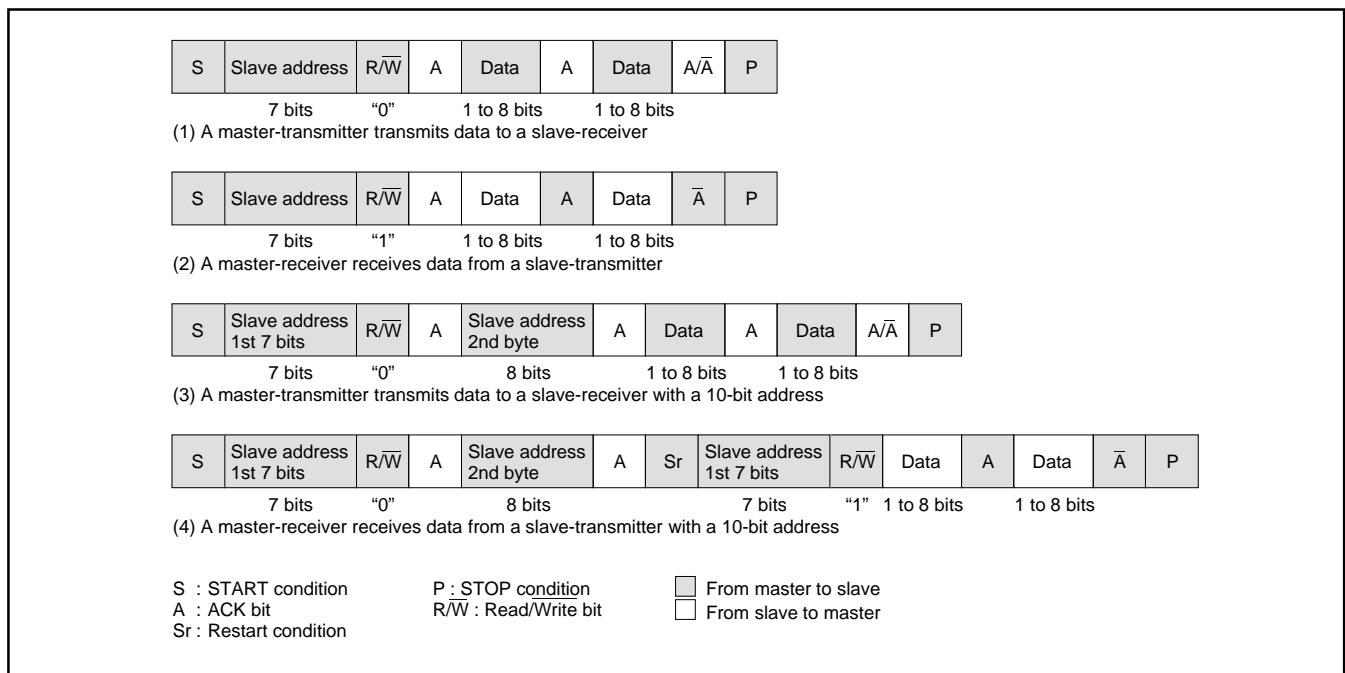 S Slave address R/W̅ A Data A Data A/A̅ P
7 bits “0” 1 to 8 bits 1 to 8 bits
(1) A master-transmitter transmits data to a slave-receiver
S Slave address R/W̅ A Data A Data A̅ P
7 bits “1” 1 to 8 bits 1 to 8 bits
(2) A master-receiver receives data from a slave-transmitter
S Slave address 1st 7 bits R/W̅ A Slave address 2nd byte A Data A Data A/A̅ P
7 bits “0” 8 bits 1 to 8 bits 1 to 8 bits
(3) A master-transmitter transmits data to a slave-receiver with a 10-bit address
S Slave address 1st 7 bits R/W̅ A Slave address 2nd byte A Sr Slave address 1st 7 bits R/W̅ Data A Data A̅ P
7 bits “0” 8 bits 7 bits “1” 1 to 8 bits 1 to 8 bits
(4) A master-receiver receives data from a slave-transmitter with a 10-bit address
S : START condition P : STOP condition From master to slave
A : ACK bit R/W̅ : Read/W̅r̅i̅t̅e̅ bit From slave to master
Sr : Restart condition